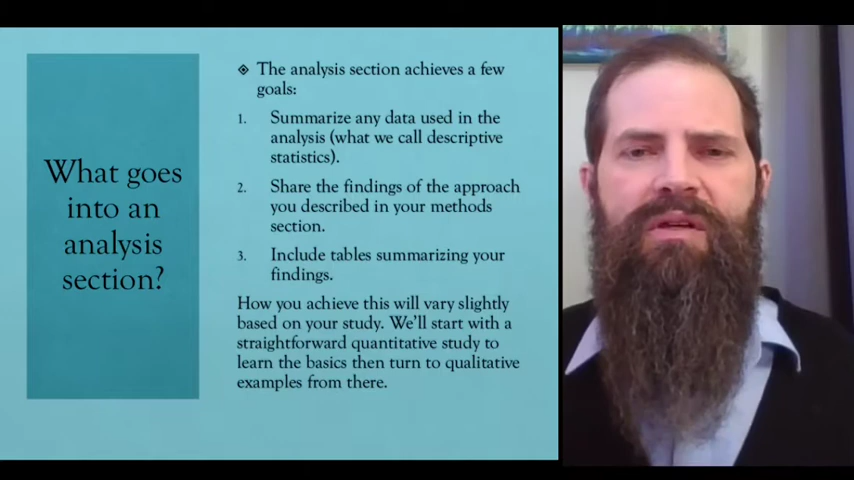 What goes
into an
analysis
section?
◈ The analysis section achieves a few
goals:
1. Summarize any data used in the
analysis (what we call descriptive
statistics).
2. Share the findings of the approach
you described in your methods
section.
3. Include tables summarizing your
findings.
How you achieve this will vary slightly
based on your study. We'll start with a
straightforward quantitative study to
learn the basics then turn to qualitative
examples from there.